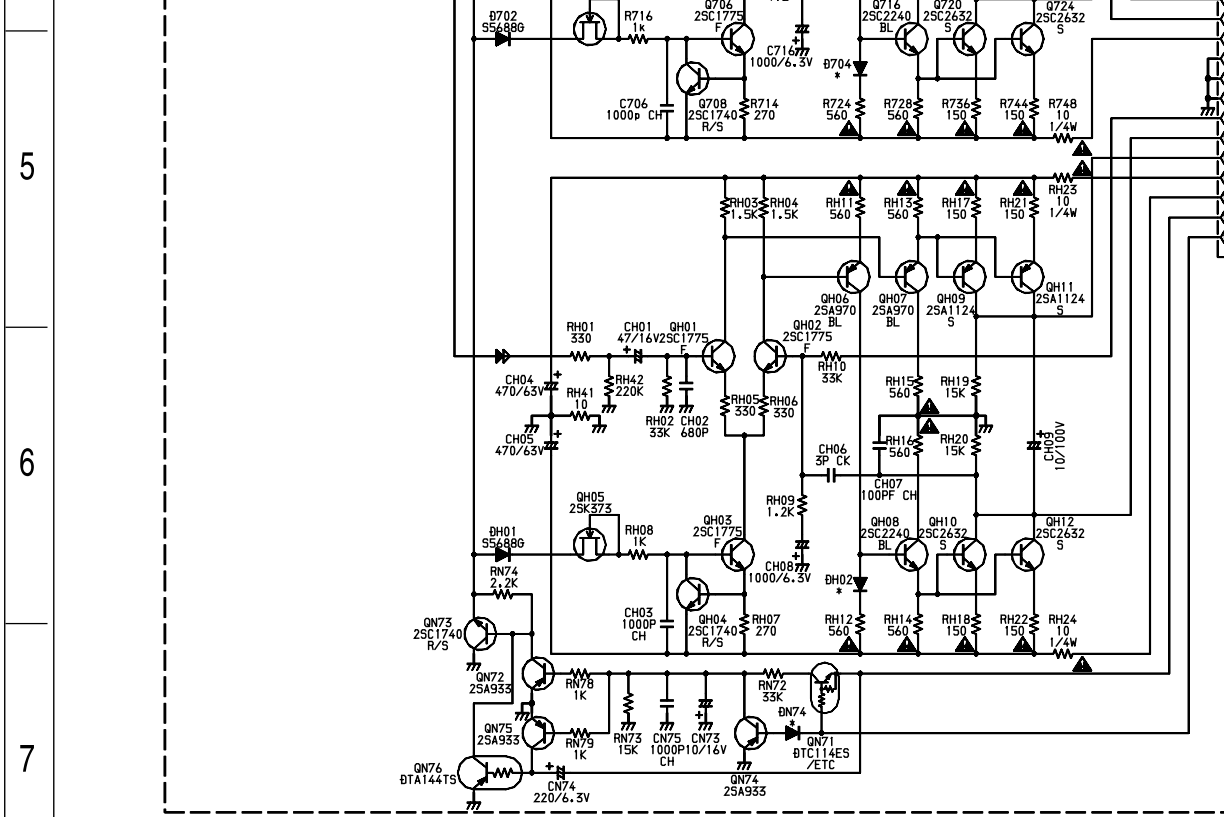 D702
S5688G
R716
1k
Q706
2SC1775
F
C716
1000/6.3V
Q716
2SC2240
BL
Q720
2SC2632
S
Q724
2SC2632
S
D704
*
C706
1000p CH
Q708
2SC1740
R/S
R714
270
R724
560
R728
560
R736
150
R744
150
R748
10
1/4W
5
RH03
1.5K
RH04
1.5K
RH11
560
RH13
560
RH17
150
RH21
150
RH23
10
1/4W
QH06
2SA970
BL
QH07
2SA970
BL
QH09
2SA1124
S
QH11
2SA1124
S
RH01
330
CH01
47/16V
QH01
2SC1775
F
QH02
2SC1775
F
RH10
33K
CH04
470/63V
RH41
10
RH42
220K
RH02
33K
CH02
680P
RH05
330
RH06
330
RH15
560
RH19
15K
CH05
470/63V
RH16
560
RH20
15K
CH09
10/100V
6
CH06
3P CK
CH07
100PF CH
RH09
1.2K
QH05
2SK373
DH01
S5688G
RH08
1K
QH03
2SC1775
F
CH08
1000/6.3V
QH08
2SC2240
BL
QH10
2SC2632
S
QH12
2SC2632
S
RN74
2.2K
DH02
*
QN73
2SC1740
R/S
CH03
1000P
CH
QH04
2SC1740
R/S
RH07
270
RH12
560
RH14
560
RH18
150
RH22
150
RH24
10
1/4W
QN72
2SA933
RN78
1K
RN72
33K
DN74
*
QN75
2SA933
RN79
1K
RN73
15K
CN75
1000P
CH
CN73
10/16V
QN71
DTC114ES
/ETC
7
QN76
DTA144TS
CN74
220/6.3V
QN74
2SA933